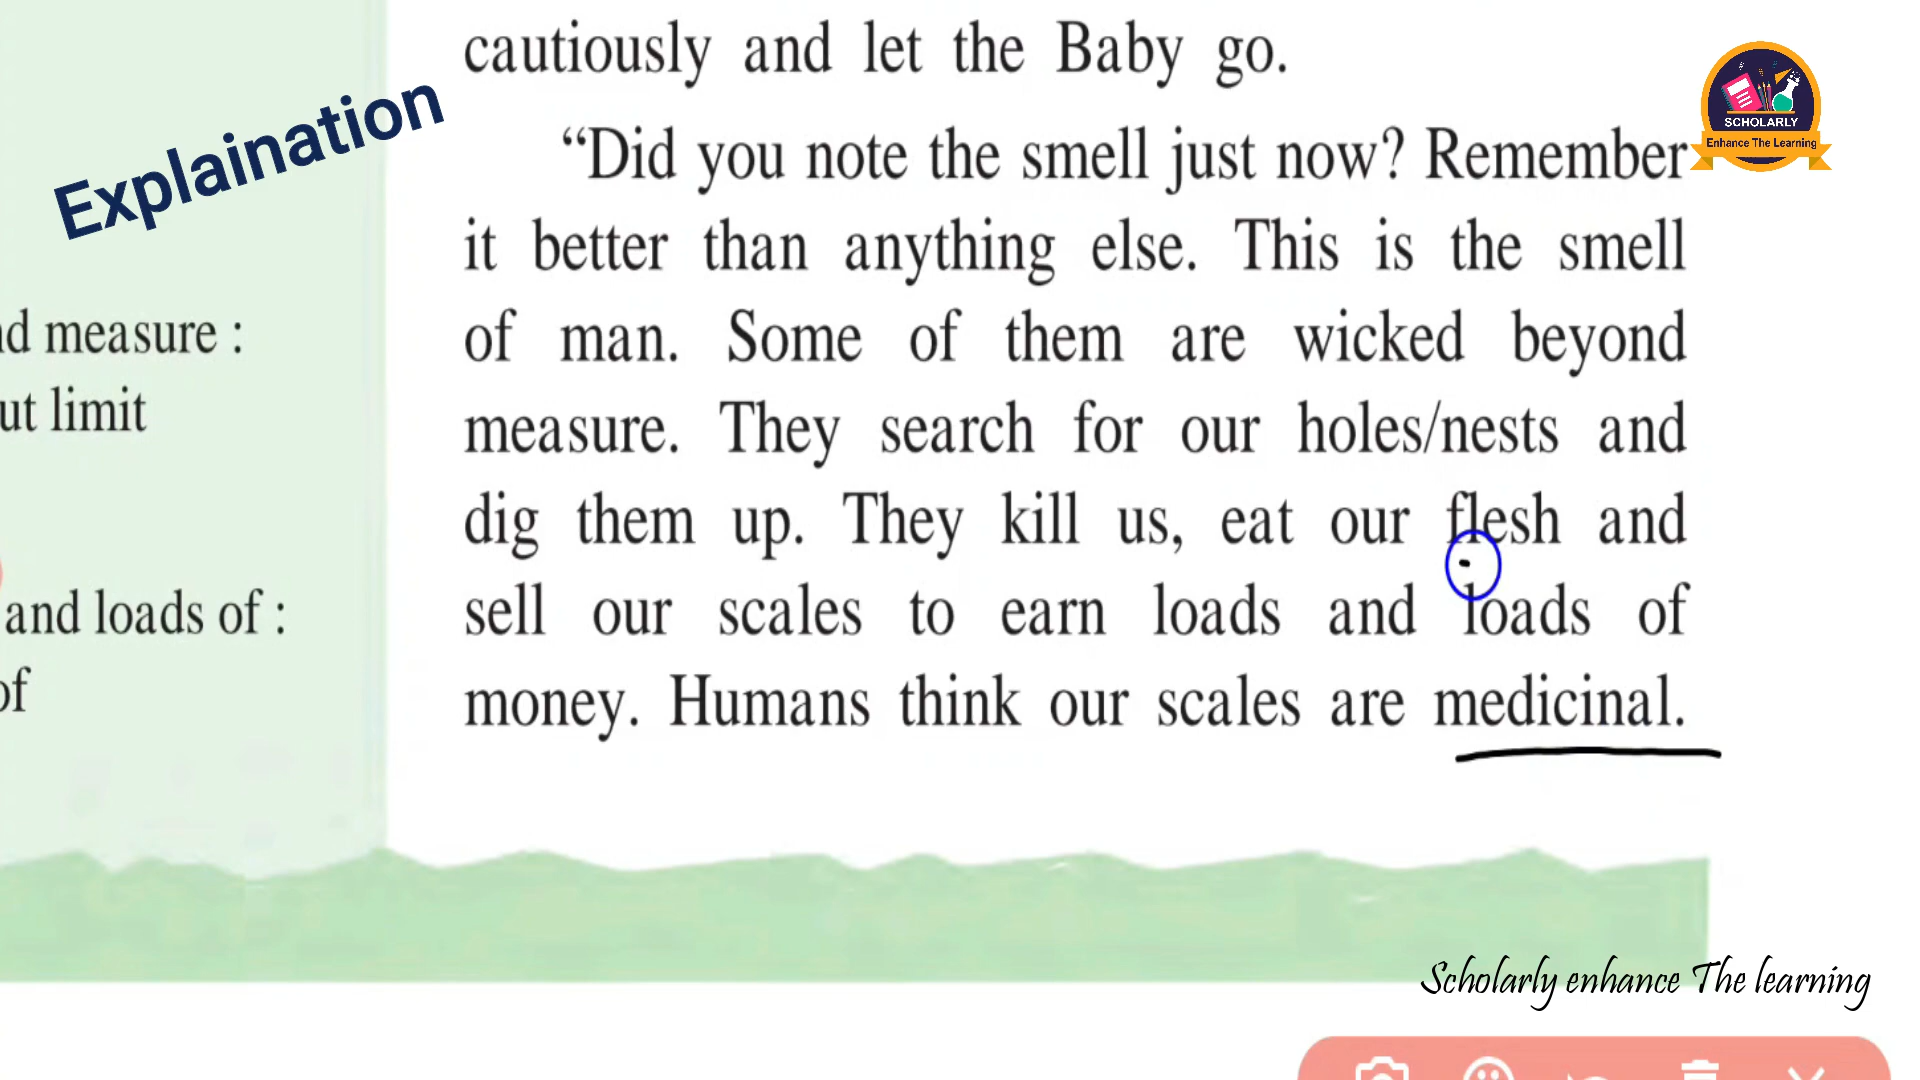 cautiously and let the Baby go.
Explaination
SCHOLARLY
Enhance The Learning
“Did you note the smell just now? Remember
it better than anything else. This is the smell
of man. Some of them are wicked beyond
measure. They search for our holes/nests and
dig them up. They kill us, eat our flesh and
sell our scales to earn loads and loads of
money. Humans think our scales are medicinal.
d measure :
ut limit
and loads of :
of
Scholarly enhance The learning